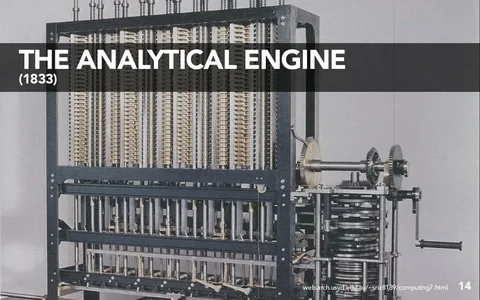 THE ANALYTICAL ENGINE
(1833)
14